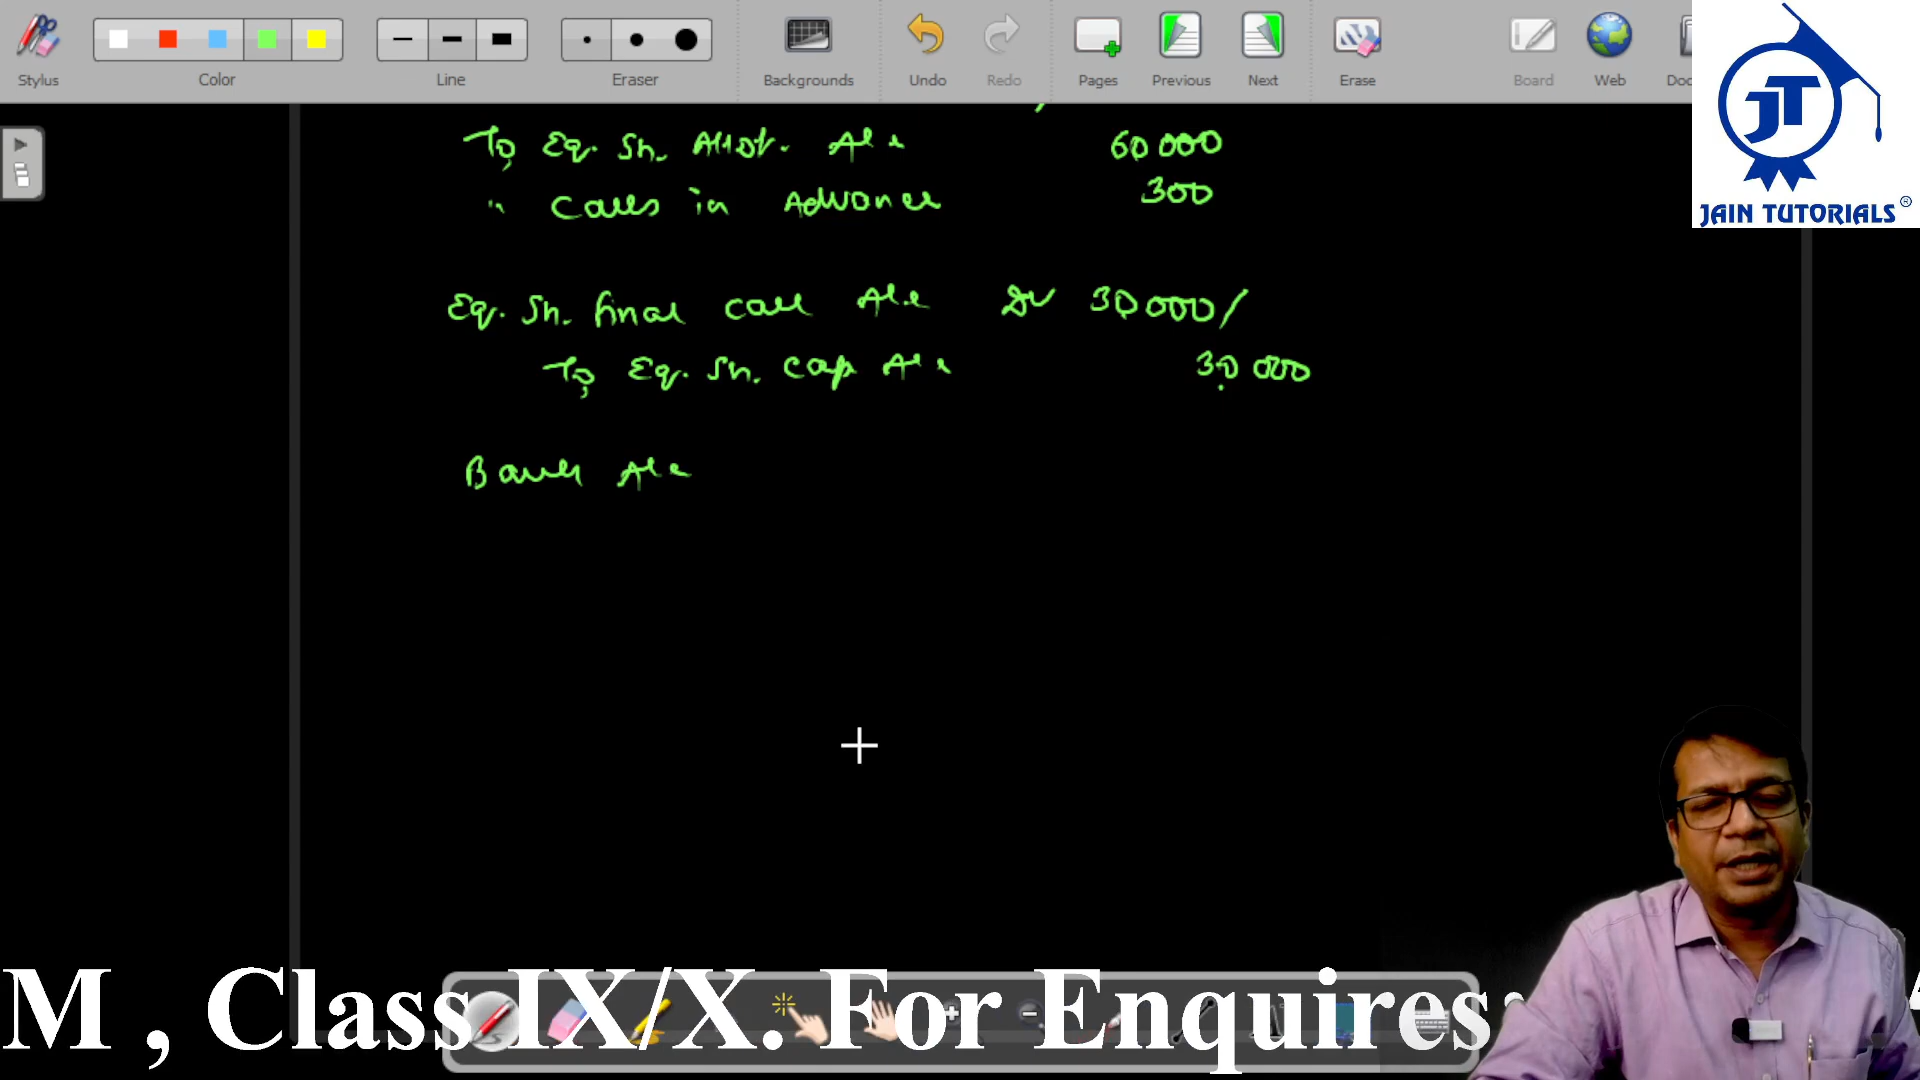 Stylus
Color
Line
Eraser
Backgrounds
Undo
Redo
Pages
Previous
Next
Erase
Board
Web
JT
JAIN TUTORIALS ®
To Eq. Sh. Allot. A/c 60 000
" Calls in Advance 300
Eq. Sh. final call A/c Dr 30000/
To Eq. Sh. Cap A/c 30 000
Bank A/c
M , Class IX/X. For Enquires: